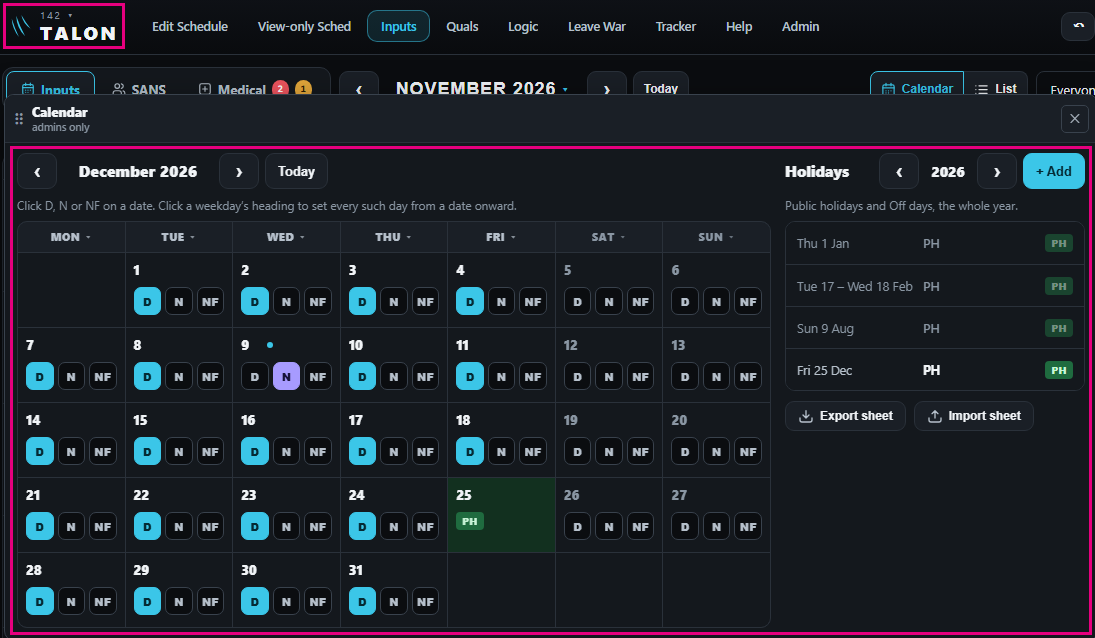 142
TALON
Edit Schedule View-only Sched Inputs Quals Logic Leave War Tracker Help Admin
Inputs SANS Medical 2 1 ‹ NOVEMBER 2026 › Today Calendar List Everyon
Calendar
admins only
‹ December 2026 › Today
Click D, N or NF on a date. Click a weekday's heading to set every such day from a date onward.
MON TUE WED THU FRI SAT SUN
1 2 3 4 5 6
D N NF D N NF D N NF D N NF D N NF D N NF
7 8 9 10 11 12 13
D N NF D N NF D N NF D N NF D N NF D N NF D N NF
14 15 16 17 18 19 20
D N NF D N NF D N NF D N NF D N NF D N NF D N NF
21 22 23 24 25 26 27
D N NF D N NF D N NF D N NF PH D N NF D N NF
28 29 30 31
D N NF D N NF D N NF D N NF
Holidays ‹ 2026 › + Add
Public holidays and Off days, the whole year.
Thu 1 Jan PH PH
Tue 17 – Wed 18 Feb PH PH
Sun 9 Aug PH PH
Fri 25 Dec PH PH
Export sheet Import sheet